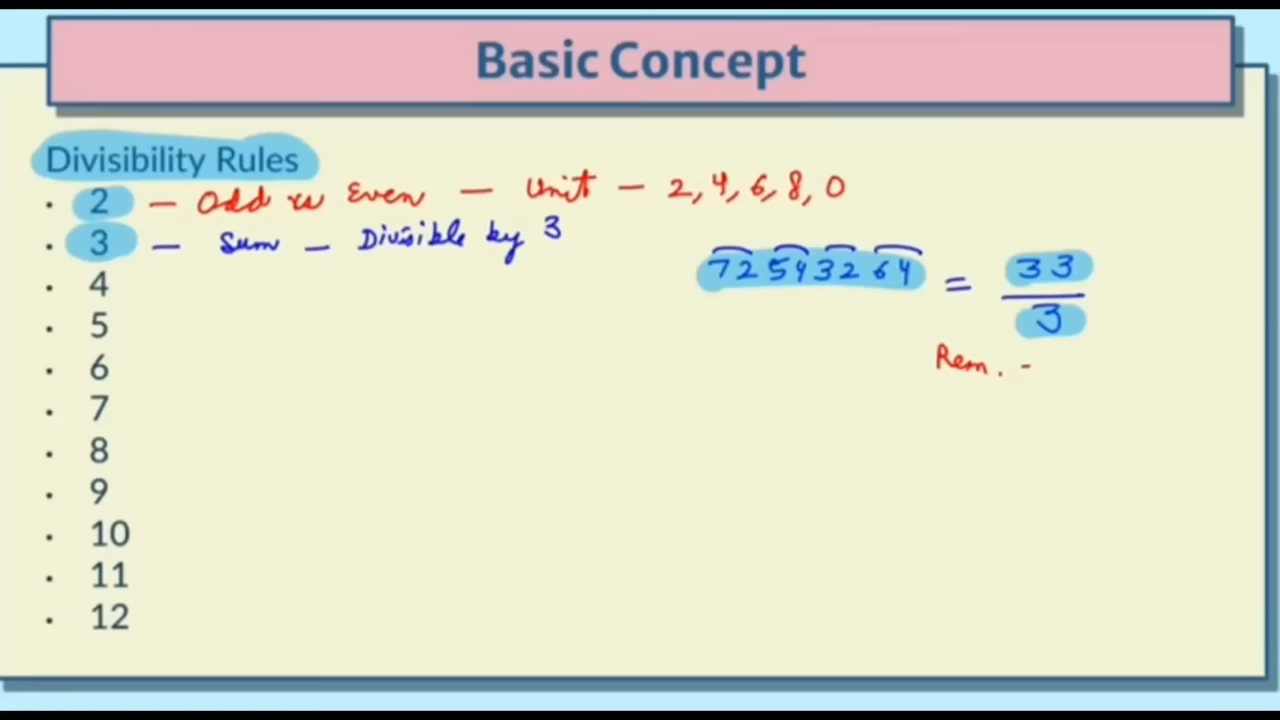 Basic Concept
Divisibility Rules
. 2 — Odd vs Even — Unit — 2, 4, 6, 8, 0
. 3 — Sum — Divisible by 3
72543264 = 33
3
Rem. -
. 4
. 5
. 6
. 7
. 8
. 9
. 10
. 11
. 12